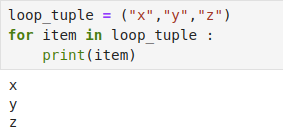 loop_tuple = ("x","y","z")
for item in loop_tuple :
    print(item)
x
y
z